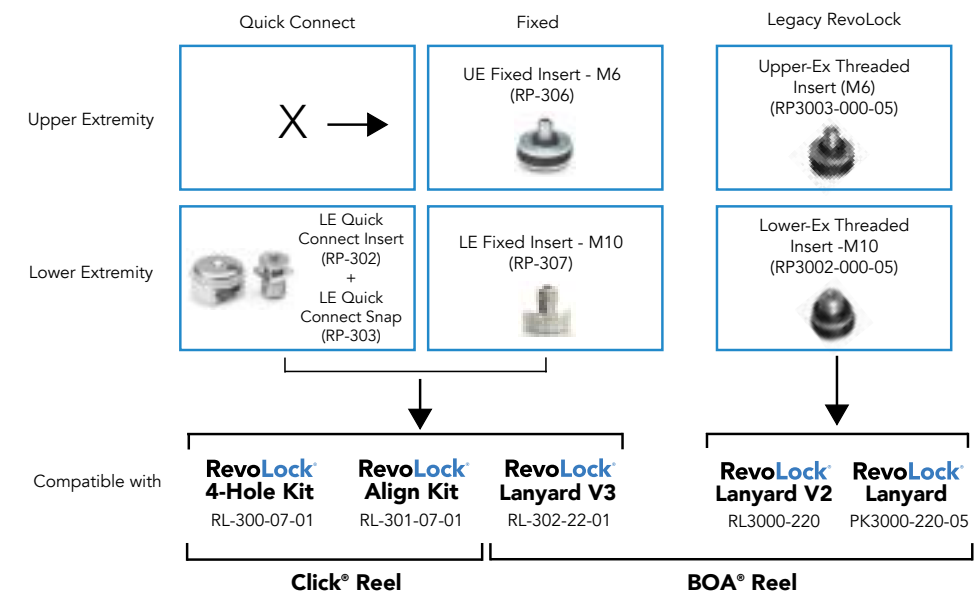 Quick Connect
Fixed
Legacy RevoLock
Upper Extremity
X
UE Fixed Insert - M6
(RP-306)
Upper-Ex Threaded
Insert (M6)
(RP3003-000-05)
Lower Extremity
LE Quick
Connect Insert
(RP-302)
+
LE Quick
Connect Snap
(RP-303)
LE Fixed Insert - M10
(RP-307)
Lower-Ex Threaded
Insert -M10
(RP3002-000-05)
Compatible with
RevoLock®
4-Hole Kit
RL-300-07-01
RevoLock®
Align Kit
RL-301-07-01
RevoLock®
Lanyard V3
RL-302-22-01
RevoLock®
Lanyard V2
RL3000-220
RevoLock®
Lanyard
PK3000-220-05
Click® Reel
BOA® Reel